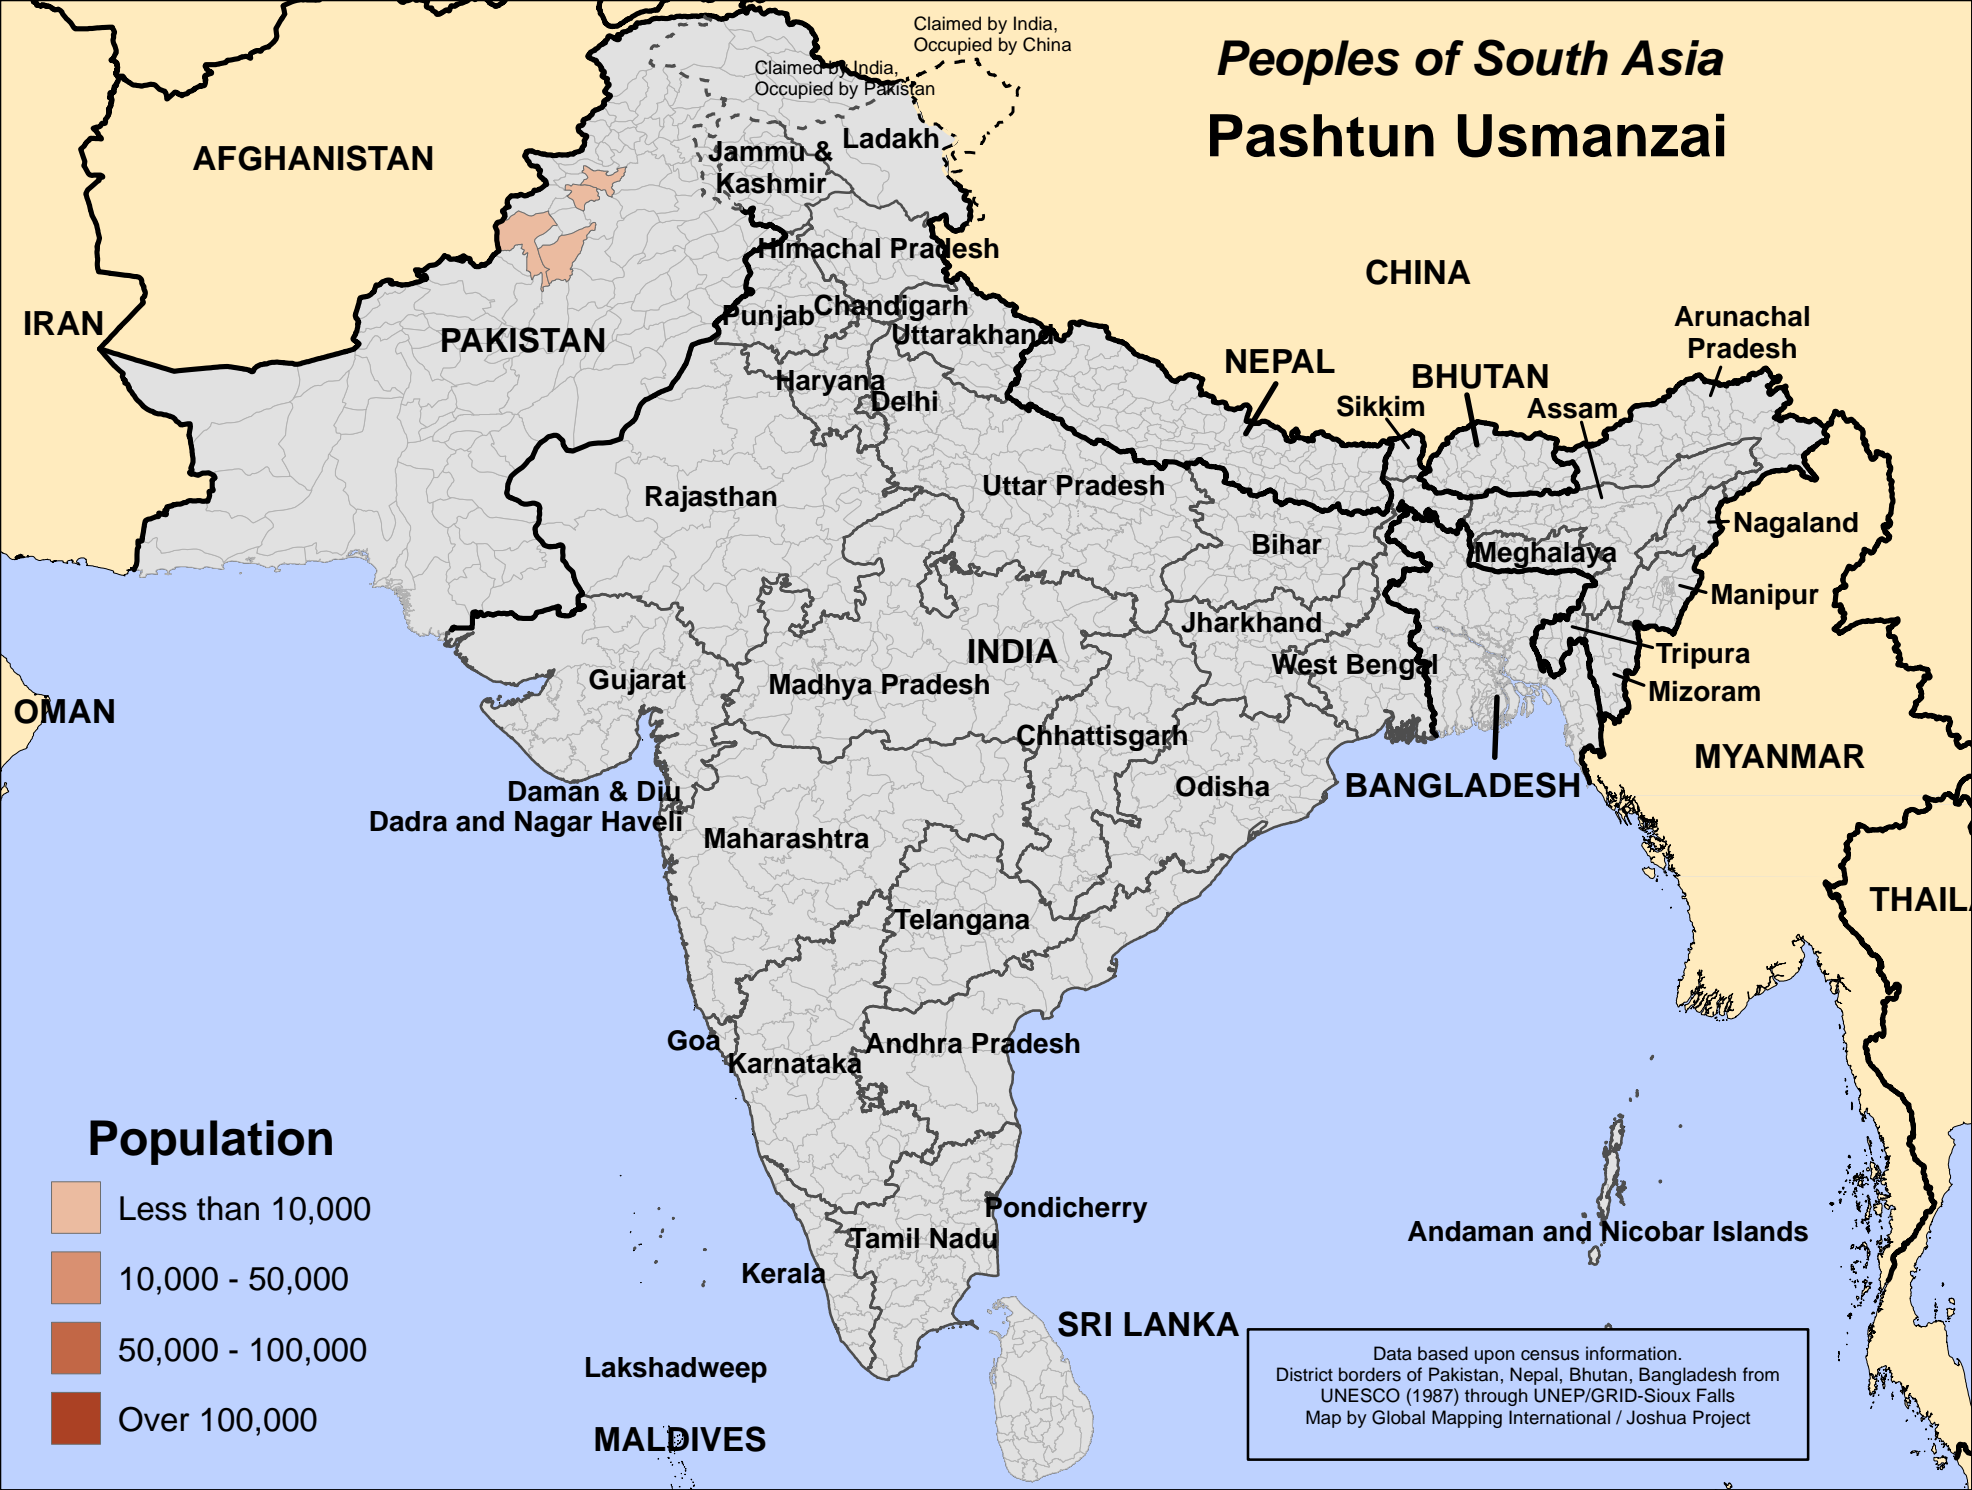 Claimed by India,
Occupied by China
Peoples of South Asia
Claimed by India,
Occupied by Pakistan
Pashtun Usmanzai
AFGHANISTAN
Jammu &
Kashmir
Ladakh
Himachal Pradesh
CHINA
IRAN
PAKISTAN
Punjab
Chandigarh
Uttarakhand
Arunachal
Pradesh
NEPAL
BHUTAN
Haryana
Delhi
Sikkim
Assam
Rajasthan
Uttar Pradesh
Nagaland
Bihar
Meghalaya
Manipur
Jharkhand
INDIA
West Bengal
Tripura
Gujarat
Madhya Pradesh
Mizoram
OMAN
Chhattisgarh
MYANMAR
Odisha
BANGLADESH
Daman & Diu
Dadra and Nagar Haveli
Maharashtra
THAIL
Telangana
Goa
Karnataka
Andhra Pradesh
Population
Less than 10,000
10,000 - 50,000
50,000 - 100,000
Over 100,000
Pondicherry
Tamil Nadu
Andaman and Nicobar Islands
Kerala
SRI LANKA
Lakshadweep
MALDIVES
Data based upon census information.
District borders of Pakistan, Nepal, Bhutan, Bangladesh from
UNESCO (1987) through UNEP/GRID-Sioux Falls
Map by Global Mapping International / Joshua Project